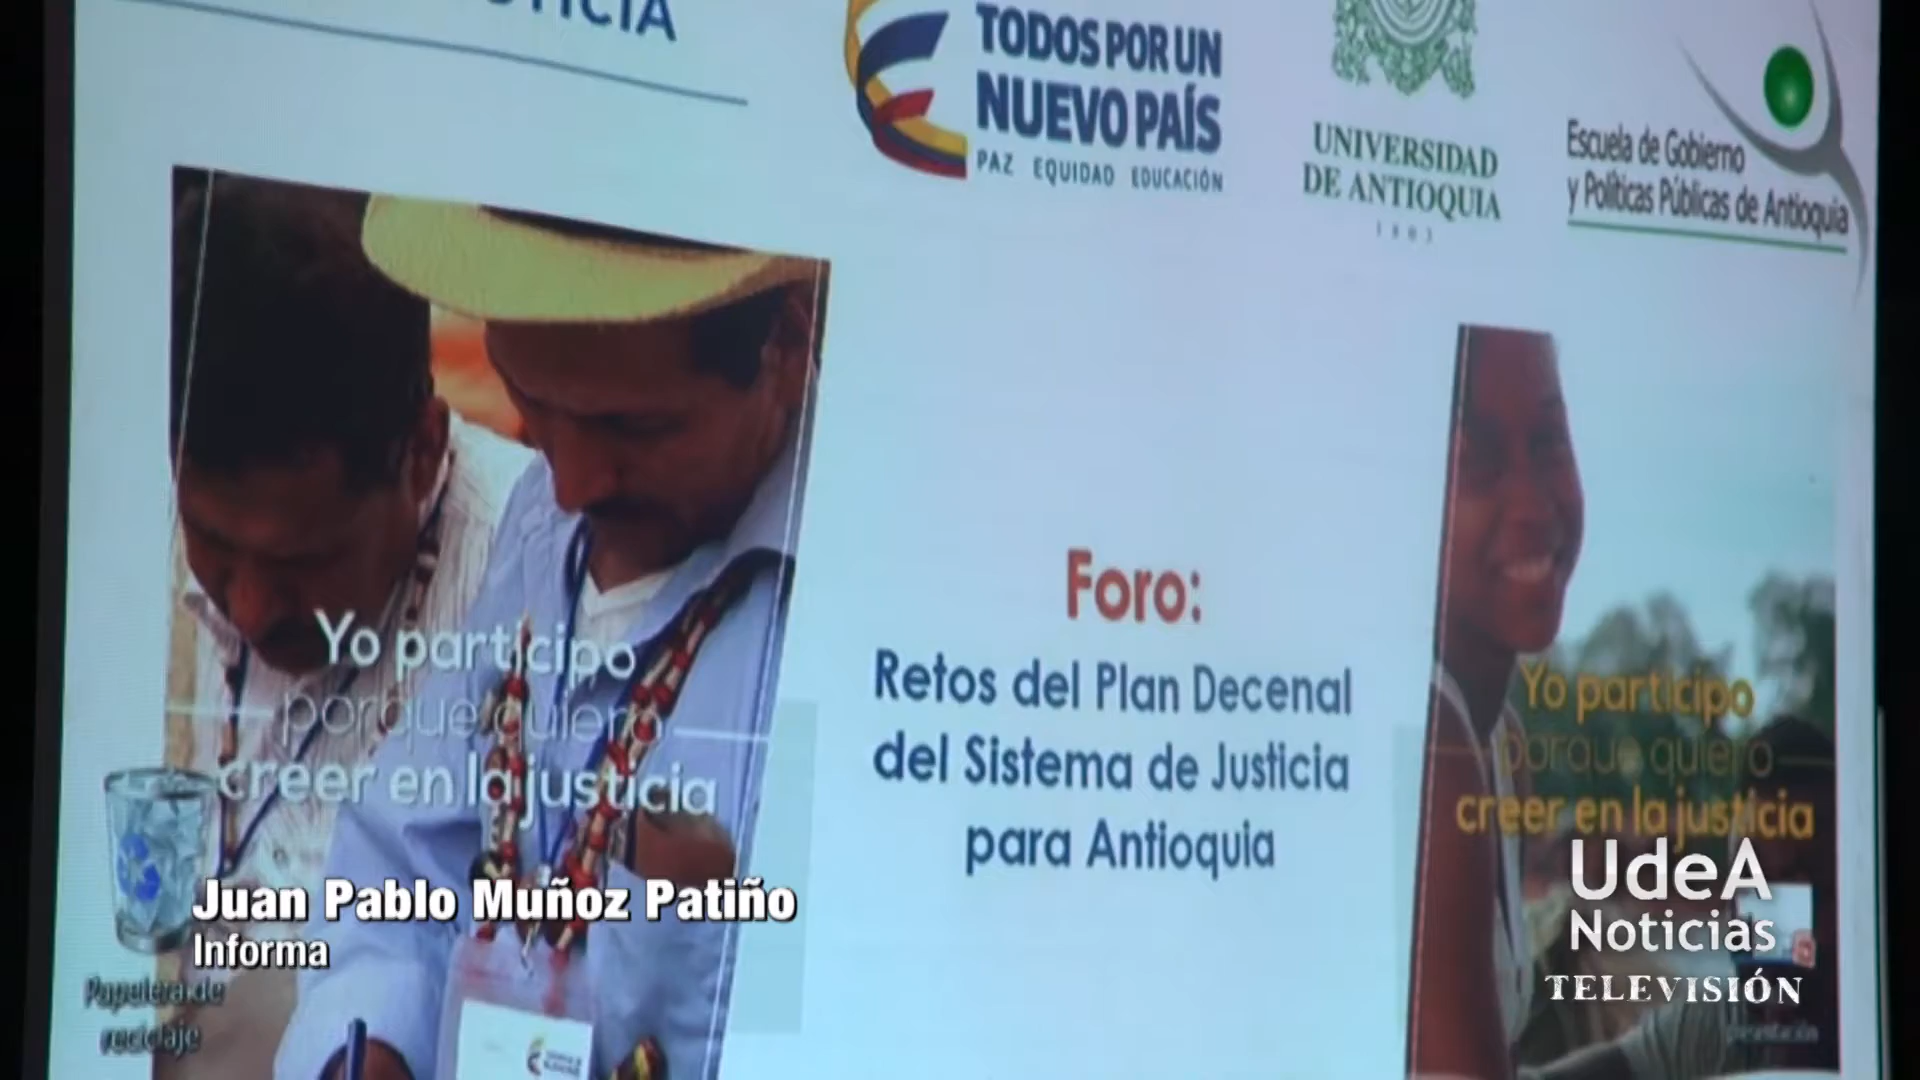 TODOS POR UN
NUEVO PAÍS
PAZ EQUIDAD EDUCACIÓN
UNIVERSIDAD
DE ANTIOQUIA
1803
Escuela de Gobierno
y Políticas Públicas de Antioquia
Yo participo
porque quiero
creer en la justicia
Foro:
Retos del Plan Decenal
del Sistema de Justicia
para Antioquia
Yo participo
porque quiero
creer en la justicia
Papelera de
reciclaje
Juan Pablo Muñoz Patiño
Informa
UdeA
Noticias
TELEVISIÓN